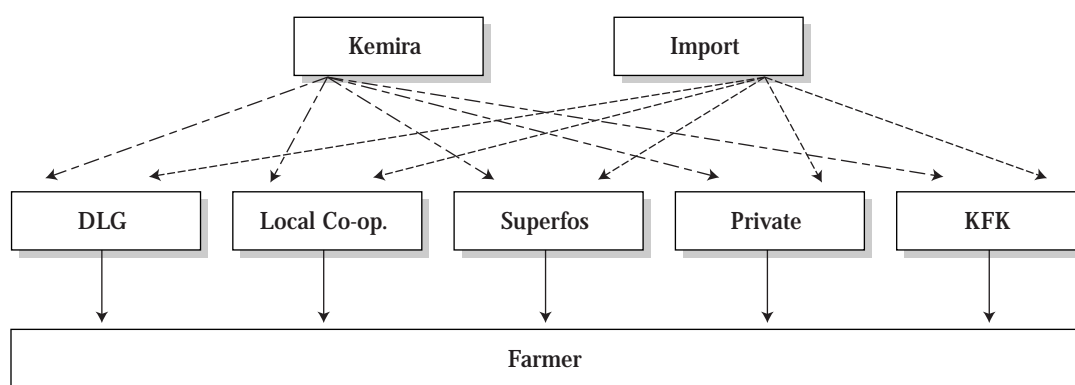 Kemira
Import
DLG
Local Co-op.
Superfos
Private
KFK
Farmer